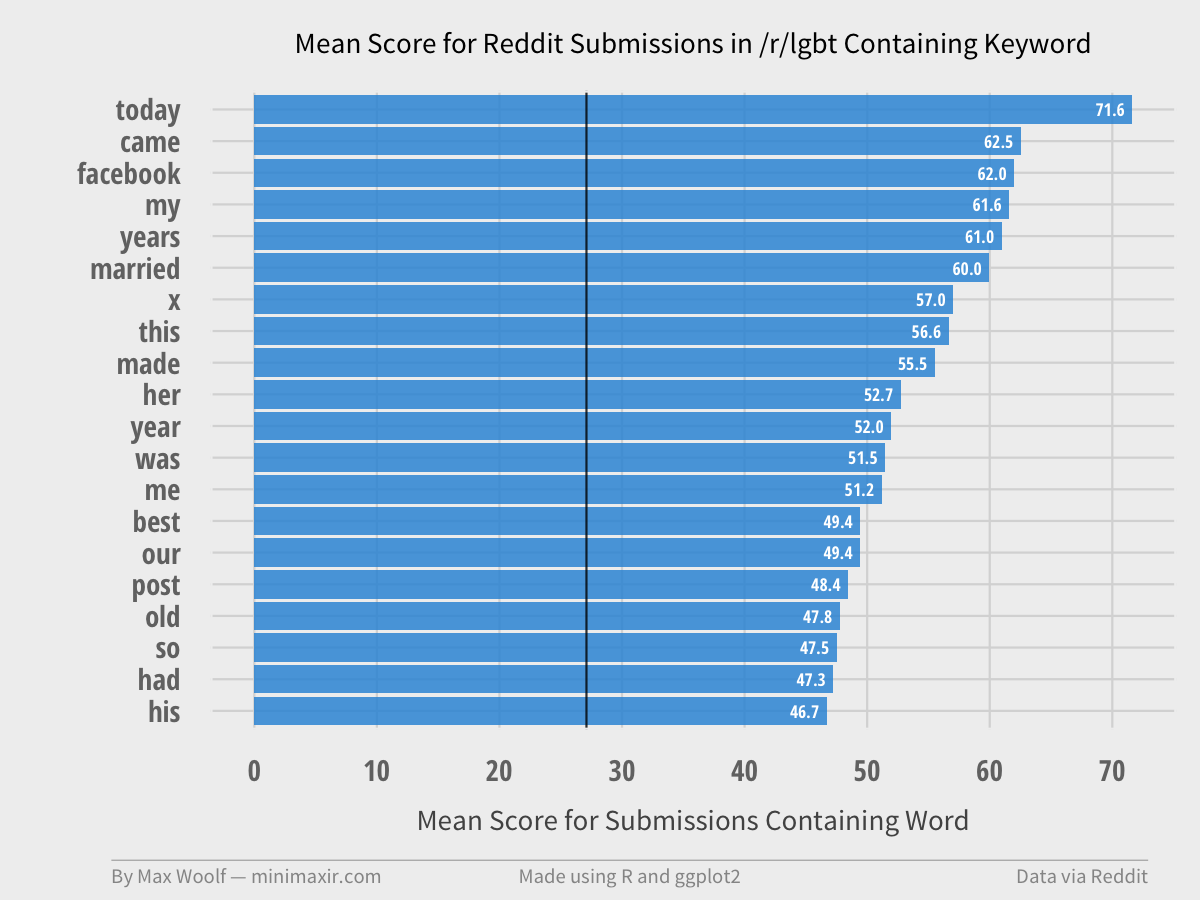 Mean Score for Reddit Submissions in /r/lgbt Containing Keyword
today 71.6
came 62.5
facebook 62.0
my 61.6
years 61.0
married 60.0
x 57.0
this 56.6
made 55.5
her 52.7
year 52.0
was 51.5
me 51.2
best 49.4
our 49.4
post 48.4
old 47.8
so 47.5
had 47.3
his 46.7
0 10 20 30 40 50 60 70
Mean Score for Submissions Containing Word
By Max Woolf — minimaxir.com Made using R and ggplot2 Data via Reddit